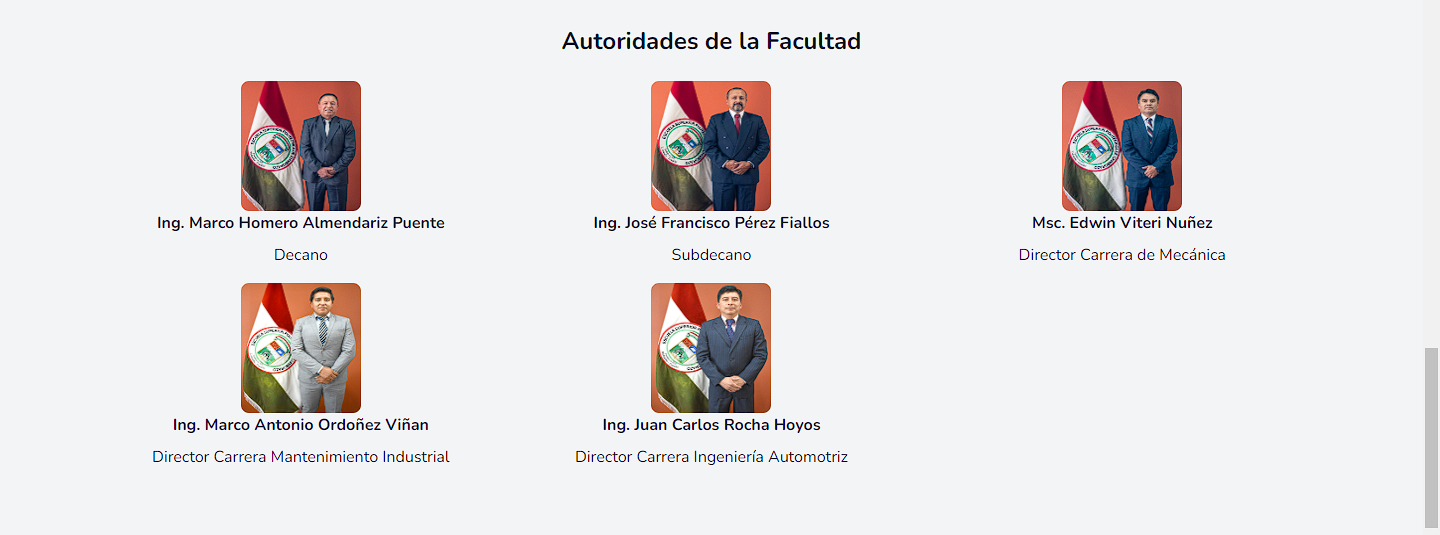 Autoridades de la Facultad
Ing. Marco Homero Almendariz Puente
Decano
Ing. José Francisco Pérez Fiallos
Subdecano
Msc. Edwin Viteri Nuñez
Director Carrera de Mecánica
Ing. Marco Antonio Ordoñez Viñan
Director Carrera Mantenimiento Industrial
Ing. Juan Carlos Rocha Hoyos
Director Carrera Ingeniería Automotriz